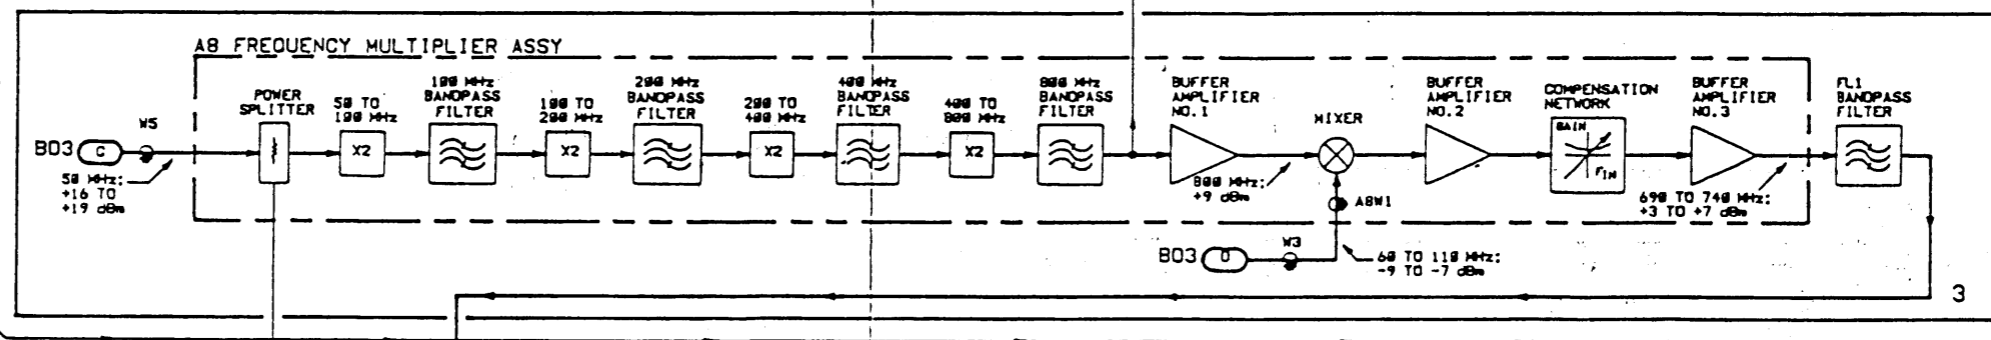 A8 FREQUENCY MULTIPLIER ASSY
BD3
C
W5
50 MHz;
+16 TO
+19 dBm
POWER
SPLITTER
50 TO
100 MHz
X2
100 MHz
BANDPASS
FILTER
100 TO
200 MHz
X2
200 MHz
BANDPASS
FILTER
200 TO
400 MHz
X2
400 MHz
BANDPASS
FILTER
400 TO
800 MHz
X2
800 MHz
BANDPASS
FILTER
BUFFER
AMPLIFIER
NO.1
800 MHz;
+9 dBm
MIXER
A8W1
BD3
D
W3
60 TO 110 MHz;
-9 TO -7 dBm
BUFFER
AMPLIFIER
NO.2
COMPENSATION
NETWORK
GAIN
FIN
BUFFER
AMPLIFIER
NO.3
690 TO 740 MHz;
+3 TO +7 dBm
FL1
BANDPASS
FILTER
3